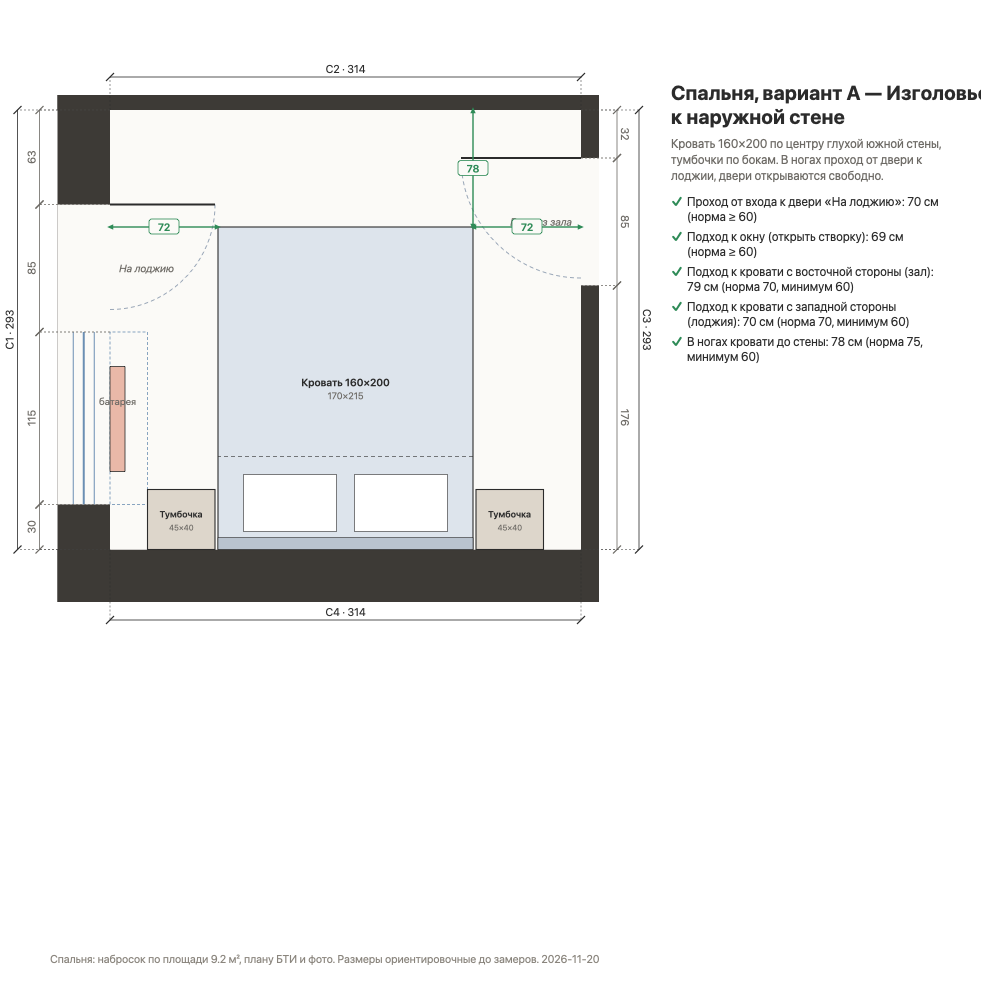 С2 · 314
Спальня, вариант А — Изголовье
к наружной стене
Кровать 160×200 по центру глухой южной стены,
тумбочки по бокам. В ногах проход от двери к
лоджии, двери открываются свободно.
Проход от входа к двери «На лоджию»: 70 см
(норма ≥ 60)
Подход к окну (открыть створку): 69 см
(норма ≥ 60)
Подход к кровати с восточной стороны (зал):
79 см (норма 70, минимум 60)
Подход к кровати с западной стороны
(лоджия): 70 см (норма 70, минимум 60)
В ногах кровати до стены: 78 см (норма 75,
минимум 60)
63
32
78
72
72
з зала
85
85
На лоджию
С1 · 293
С3 · 293
Кровать 160×200
170×215
батарея
115
176
Тумбочка
45×40
Тумбочка
45×40
30
С4 · 314
Спальня: набросок по площади 9.2 м², плану БТИ и фото. Размеры ориентировочные до замеров. 2026-11-20